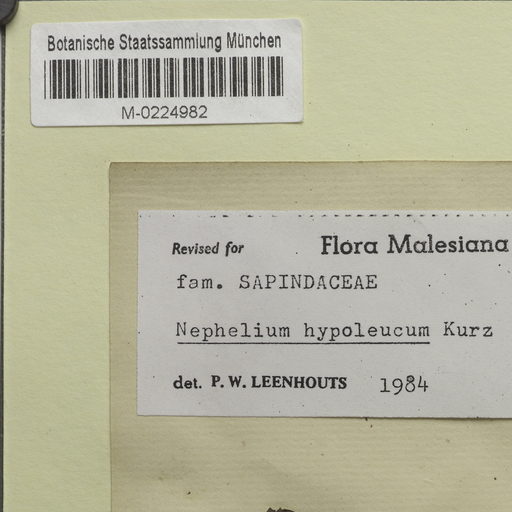 Botanische Staatssammlung München
M-0224982
Revised for Flora Malesiana
fam. SAPINDACEAE
Nephelium hypoleucum Kurz
det. P. W. LEENHOUTS 1984